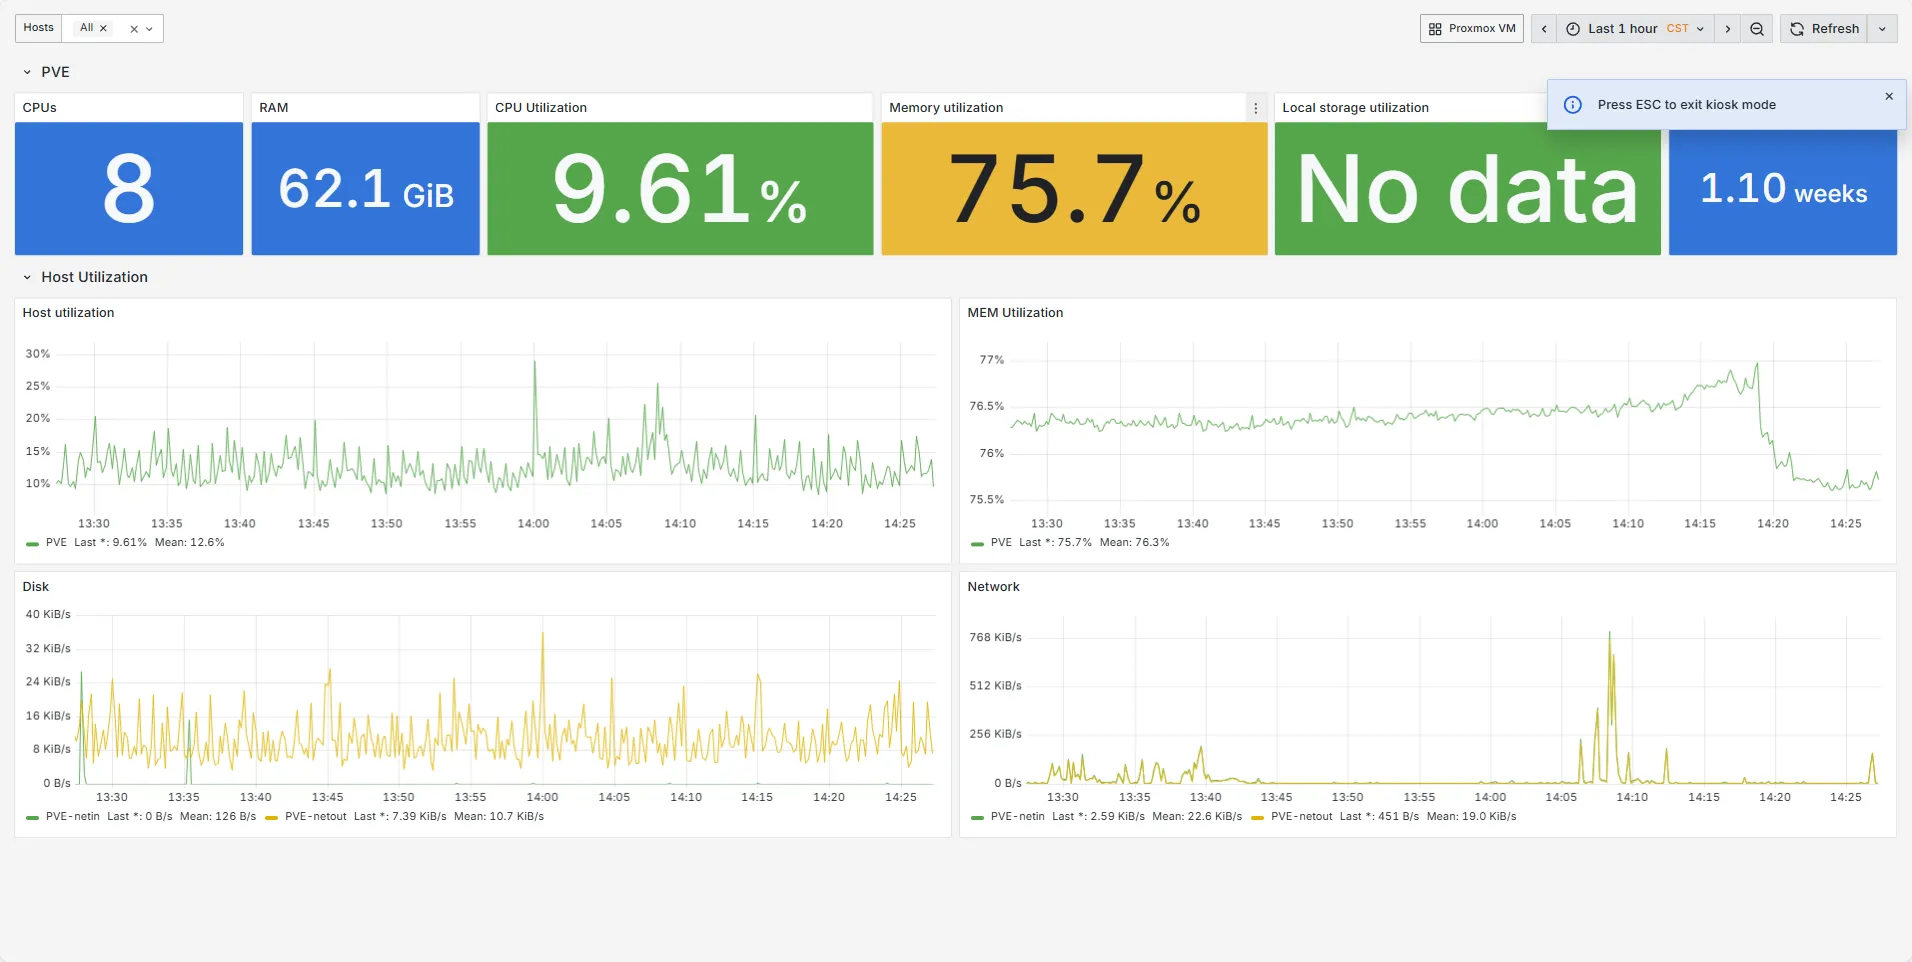 Hosts All
Proxmox VM Last 1 hour CST Refresh
PVE
CPUs RAM CPU Utilization Memory utilization Local storage utilization
Press ESC to exit kiosk mode
8 62.1 GiB 9.61% 75.7% No data 1.10 weeks
Host Utilization
Host utilization
30%
25%
20%
15%
10%
13:30 13:35 13:40 13:45 13:50 13:55 14:00 14:05 14:10 14:15 14:20 14:25
PVE Last *: 9.61% Mean: 12.6%
MEM Utilization
77%
76.5%
76%
75.5%
13:30 13:35 13:40 13:45 13:50 13:55 14:00 14:05 14:10 14:15 14:20 14:25
PVE Last *: 75.7% Mean: 76.3%
Disk
40 KiB/s
32 KiB/s
24 KiB/s
16 KiB/s
8 KiB/s
0 B/s
13:30 13:35 13:40 13:45 13:50 13:55 14:00 14:05 14:10 14:15 14:20 14:25
PVE-netin Last *: 0 B/s Mean: 126 B/s PVE-netout Last *: 7.39 KiB/s Mean: 10.7 KiB/s
Network
768 KiB/s
512 KiB/s
256 KiB/s
0 B/s
13:30 13:35 13:40 13:45 13:50 13:55 14:00 14:05 14:10 14:15 14:20 14:25
PVE-netin Last *: 2.59 KiB/s Mean: 22.6 KiB/s PVE-netout Last *: 451 B/s Mean: 19.0 KiB/s